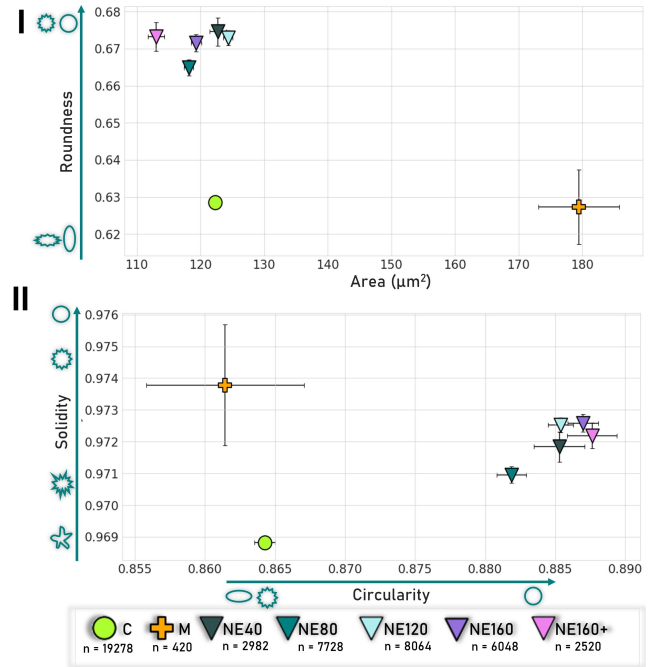 I
0.68
0.67
0.66
0.65
0.64
0.63
0.62
Roundness
110 120 130 140 150 160 170 180
Area (µm²)
II
0.976
0.975
0.974
0.973
0.972
0.971
0.970
0.969
Solidity
0.855 0.860 0.865 0.870 0.875 0.880 0.885 0.890
Circularity
C M NE40 NE80 NE120 NE160 NE160+
n = 19278 n = 420 n = 2982 n = 7728 n = 8064 n = 6048 n = 2520